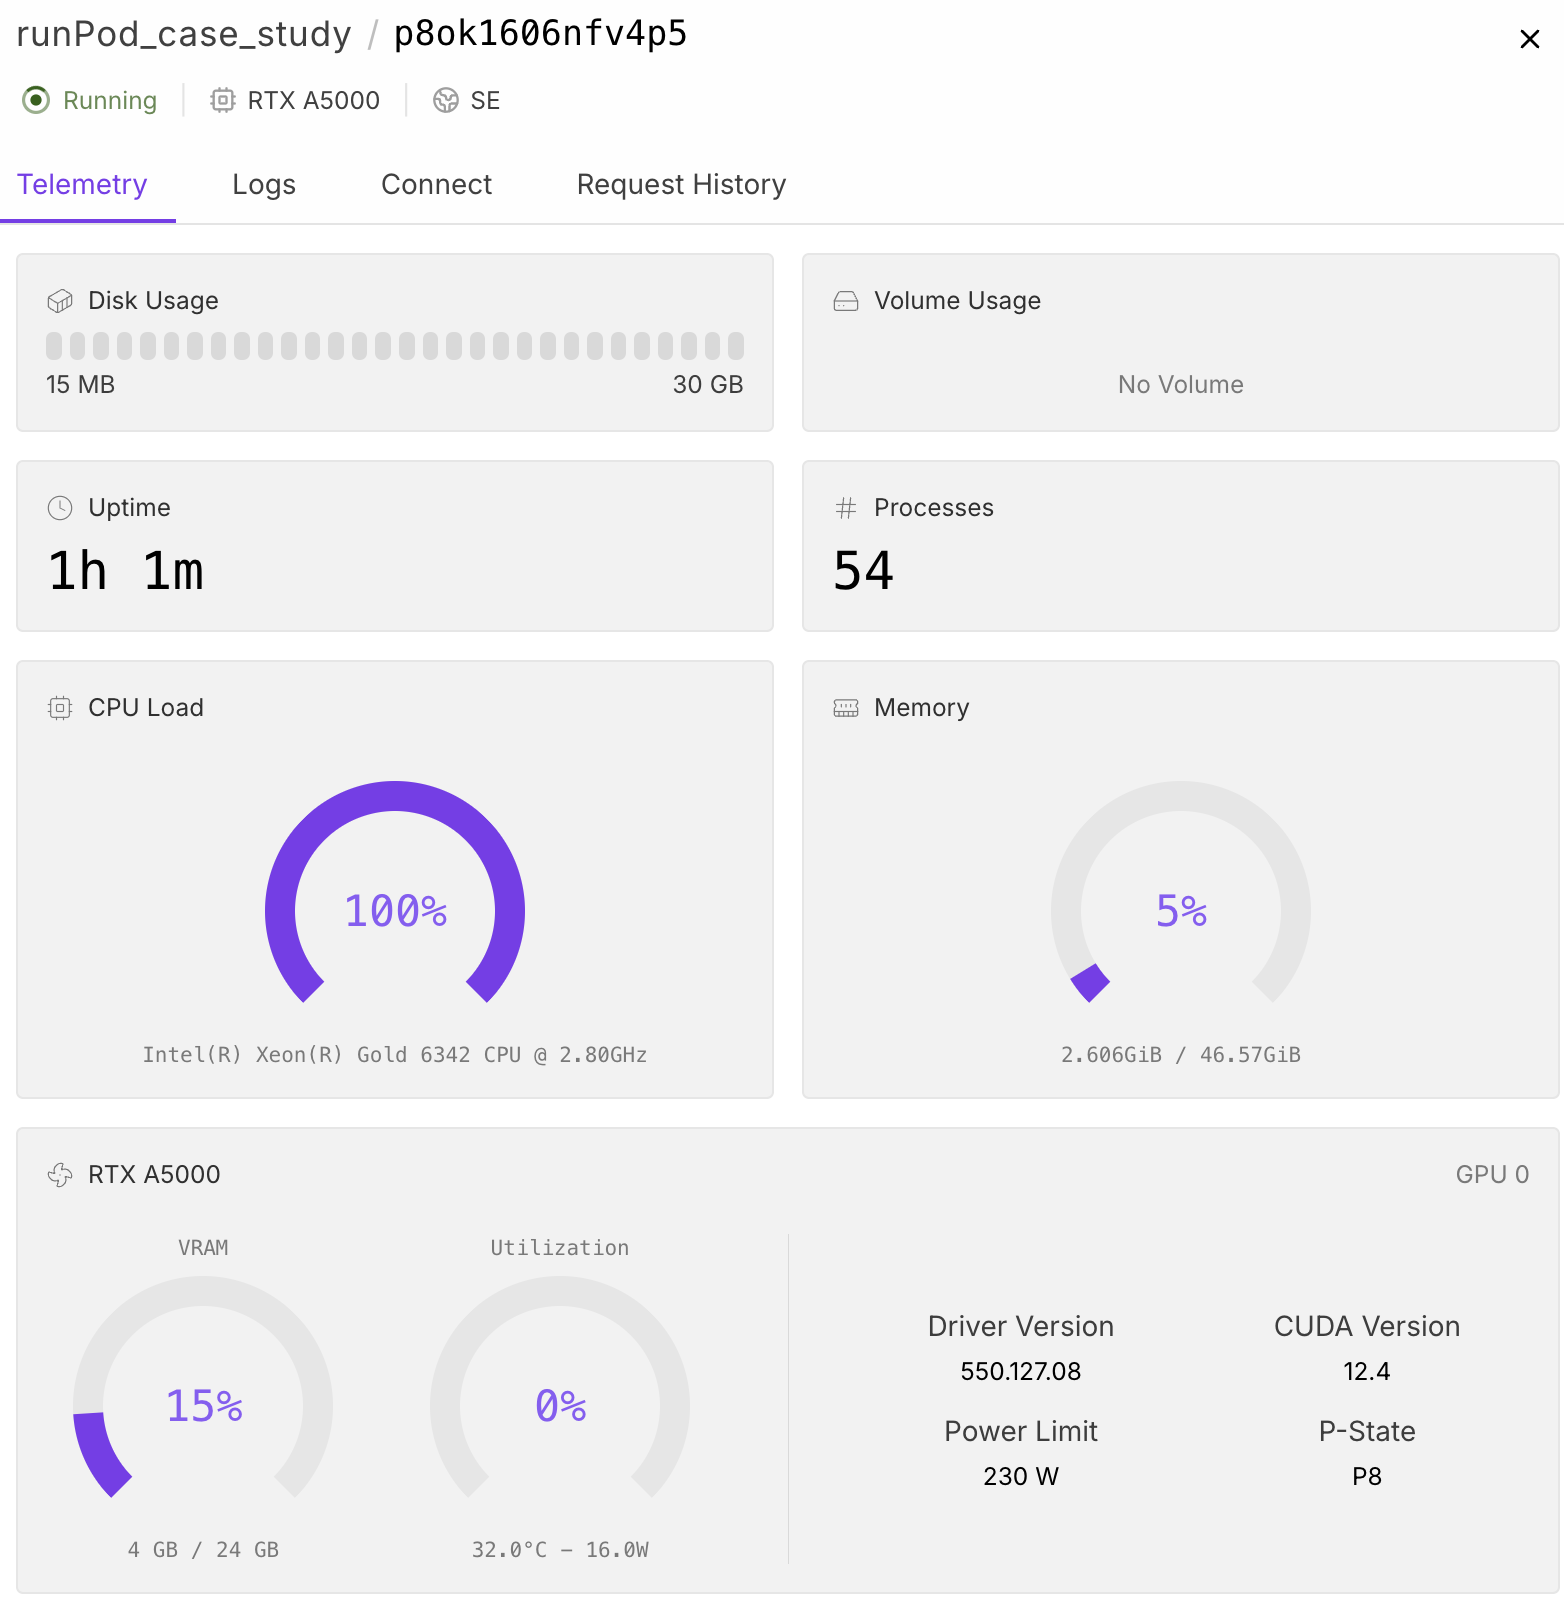 runPod_case_study / p8ok1606nfv4p5
Running RTX A5000 SE
Telemetry Logs Connect Request History
Disk Usage
15 MB 30 GB
Volume Usage
No Volume
Uptime
1h 1m
Processes
54
CPU Load
100%
Intel(R) Xeon(R) Gold 6342 CPU @ 2.80GHz
Memory
5%
2.606GiB / 46.57GiB
RTX A5000 GPU 0
VRAM
15%
4 GB / 24 GB
Utilization
0%
32.0°C – 16.0W
Driver Version
550.127.08
CUDA Version
12.4
Power Limit
230 W
P-State
P8